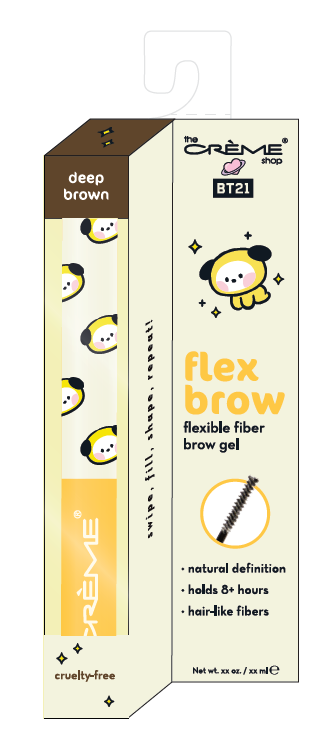 deep
brown
CRÈME®
cruelty-free
swipe, fill, shape, repeat!
the
CRÈME®
shop
BT21
flex
brow
flexible fiber
brow gel
• natural definition
• holds 8+ hours
• hair-like fibers
Net wt. xx oz. / xx ml ℮